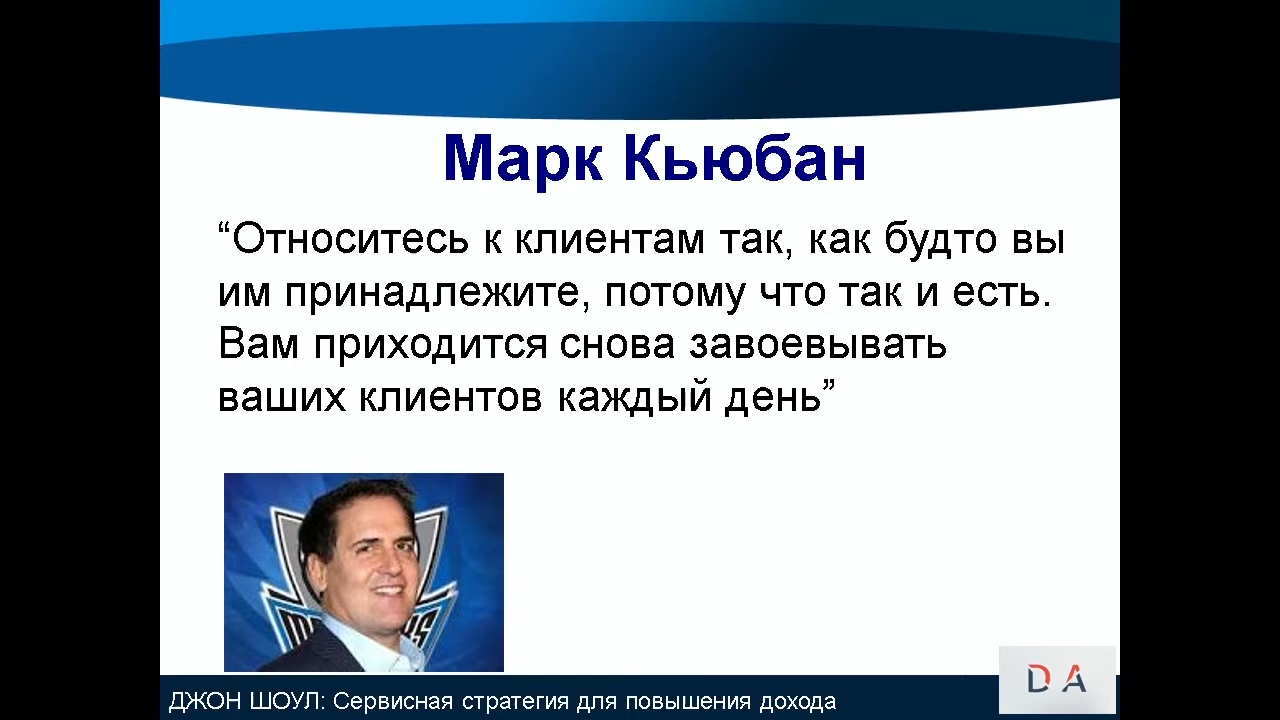 Марк Кьюбан
“Относитесь к клиентам так, как будто вы
им принадлежите, потому что так и есть.
Вам приходится снова завоевывать
ваших клиентов каждый день”
ДЖОН ШОУЛ: Сервисная стратегия для повышения дохода
DA